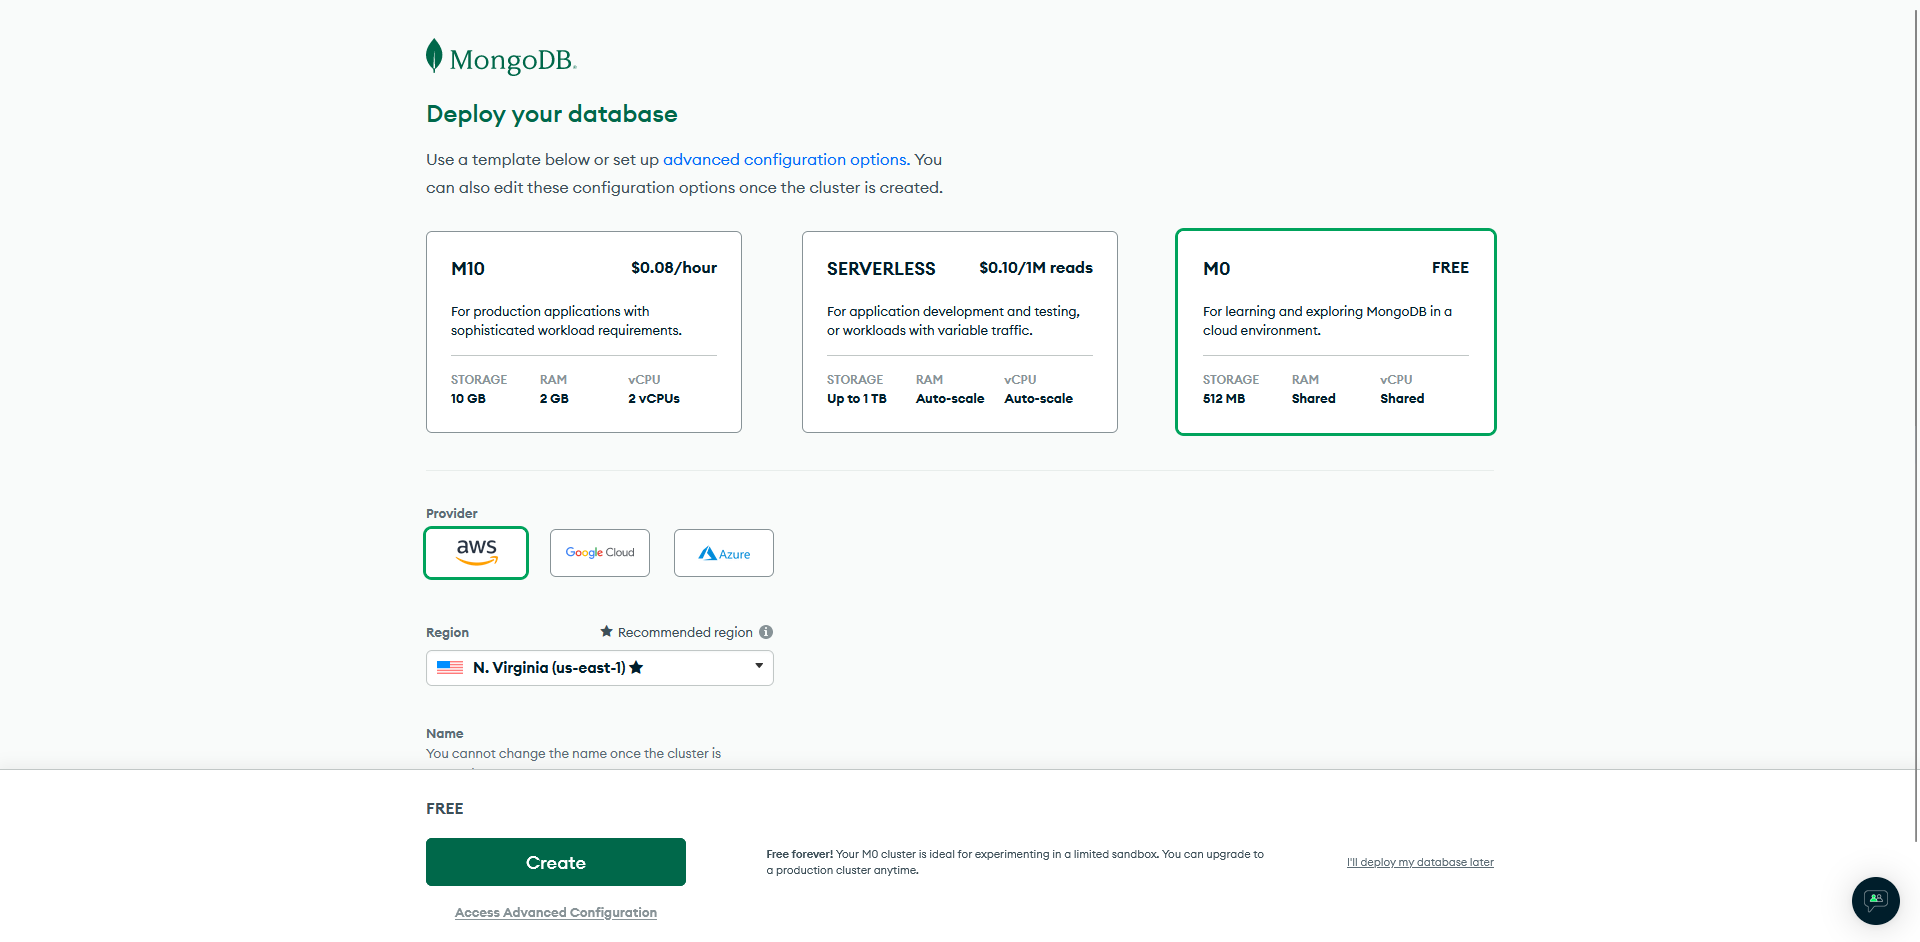 MongoDB
Deploy your database
Use a template below or set up advanced configuration options. You
can also edit these configuration options once the cluster is created.
M10 $0.08/hour
For production applications with
sophisticated workload requirements.
STORAGE RAM vCPU
10 GB 2 GB 2 vCPUs
SERVERLESS $0.10/1M reads
For application development and testing,
or workloads with variable traffic.
STORAGE RAM vCPU
Up to 1 TB Auto-scale Auto-scale
M0 FREE
For learning and exploring MongoDB in a
cloud environment.
STORAGE RAM vCPU
512 MB Shared Shared
Provider
aws Google Cloud Azure
Region ★ Recommended region
N. Virginia (us-east-1) ★
Name
You cannot change the name once the cluster is
FREE
Create
Free forever! Your M0 cluster is ideal for experimenting in a limited sandbox. You can upgrade to
a production cluster anytime.
I'll deploy my database later
Access Advanced Configuration